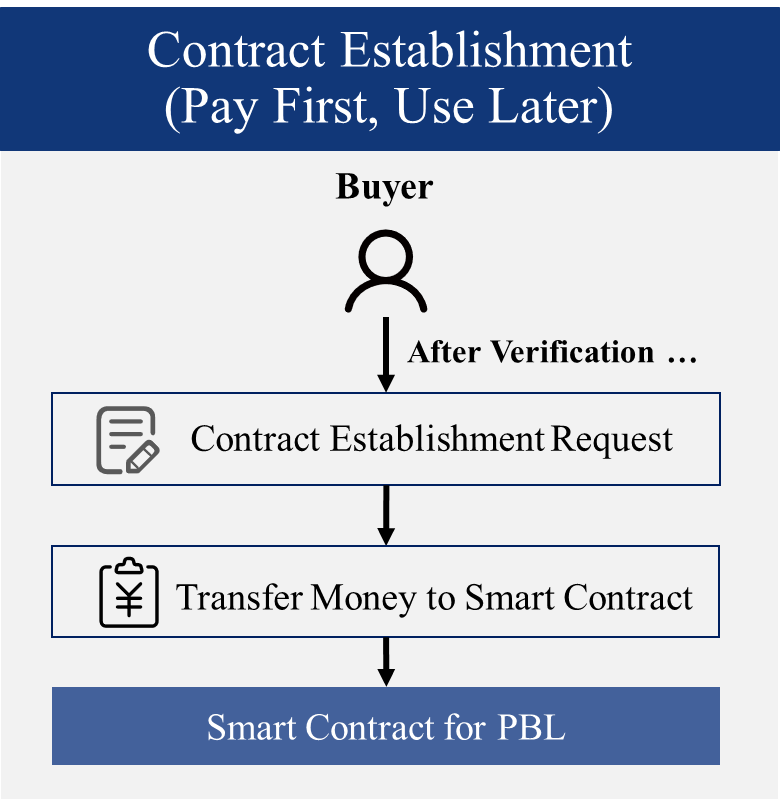 Contract Establishment
(Pay First, Use Later)
Buyer
After Verification …
Contract Establishment Request
¥
Transfer Money to Smart Contract
Smart Contract for PBL